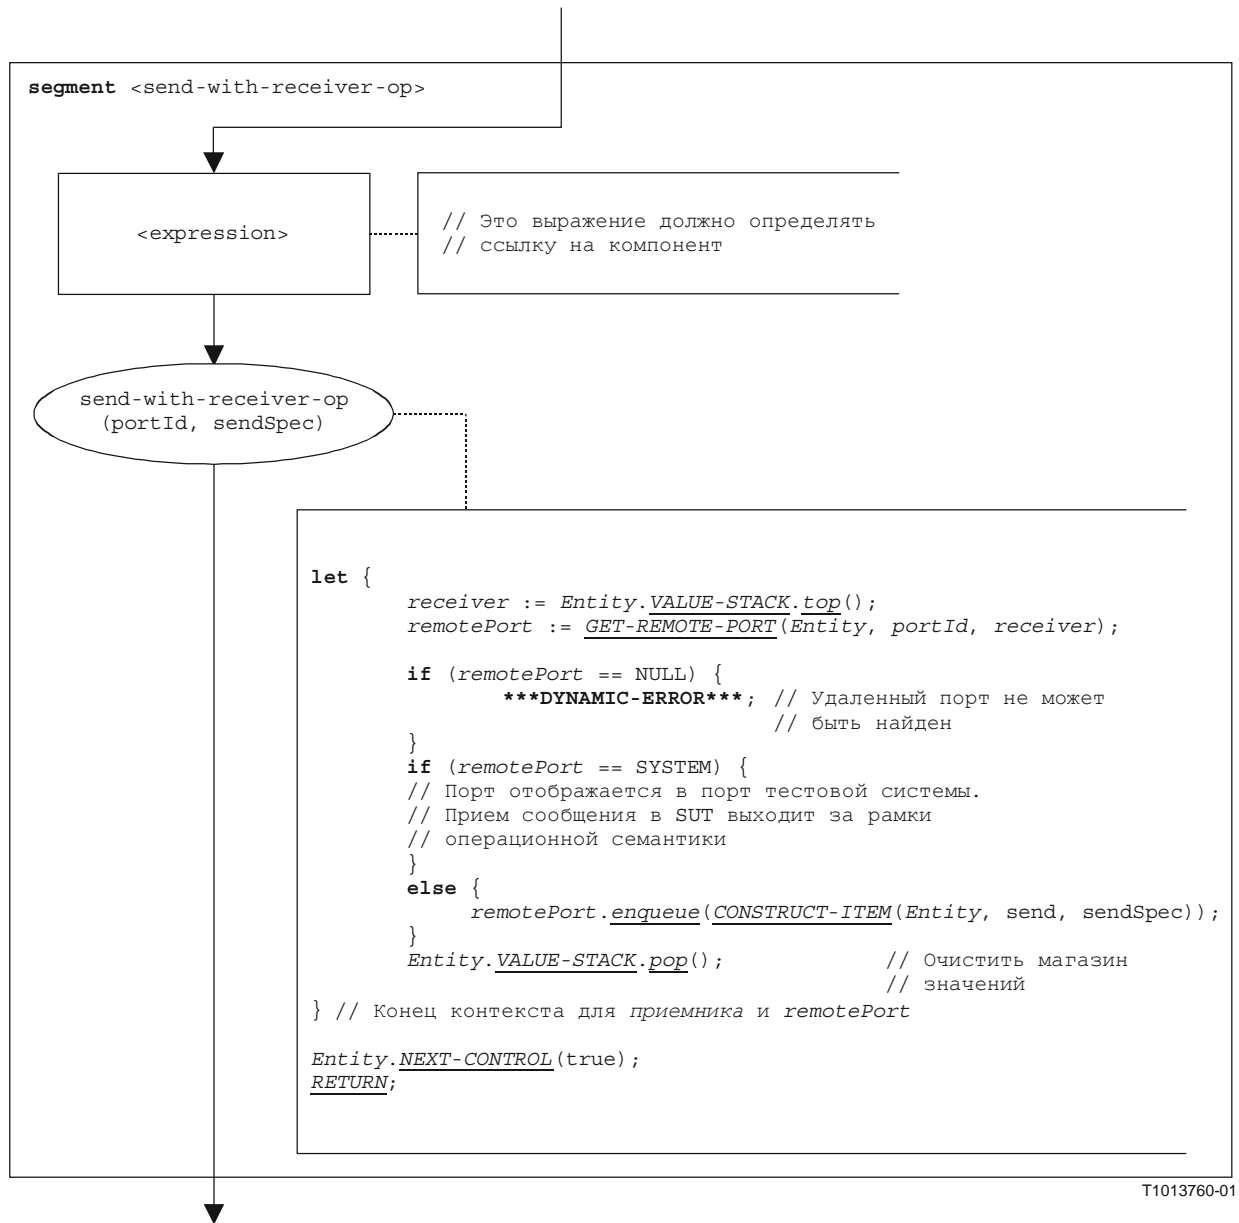 segment <send-with-receiver-op>
<expression>
// Это выражение должно определять
// ссылку на компонент
send-with-receiver-op
(portId, sendSpec)
let {
receiver := Entity.VALUE-STACK.top();
remotePort := GET-REMOTE-PORT(Entity, portId, receiver);
if (remotePort == NULL) {
***DYNAMIC-ERROR***; // Удаленный порт не может
// быть найден
}
if (remotePort == SYSTEM) {
// Порт отображается в порт тестовой системы.
// Прием сообщения в SUT выходит за рамки
// операционной семантики
}
else {
remotePort.enqueue(CONSTRUCT-ITEM(Entity, send, sendSpec));
}
Entity.VALUE-STACK.pop(); // Очистить магазин
// значений
} // Конец контекста для приемника и remotePort
Entity.NEXT-CONTROL(true);
RETURN;
T1013760-01